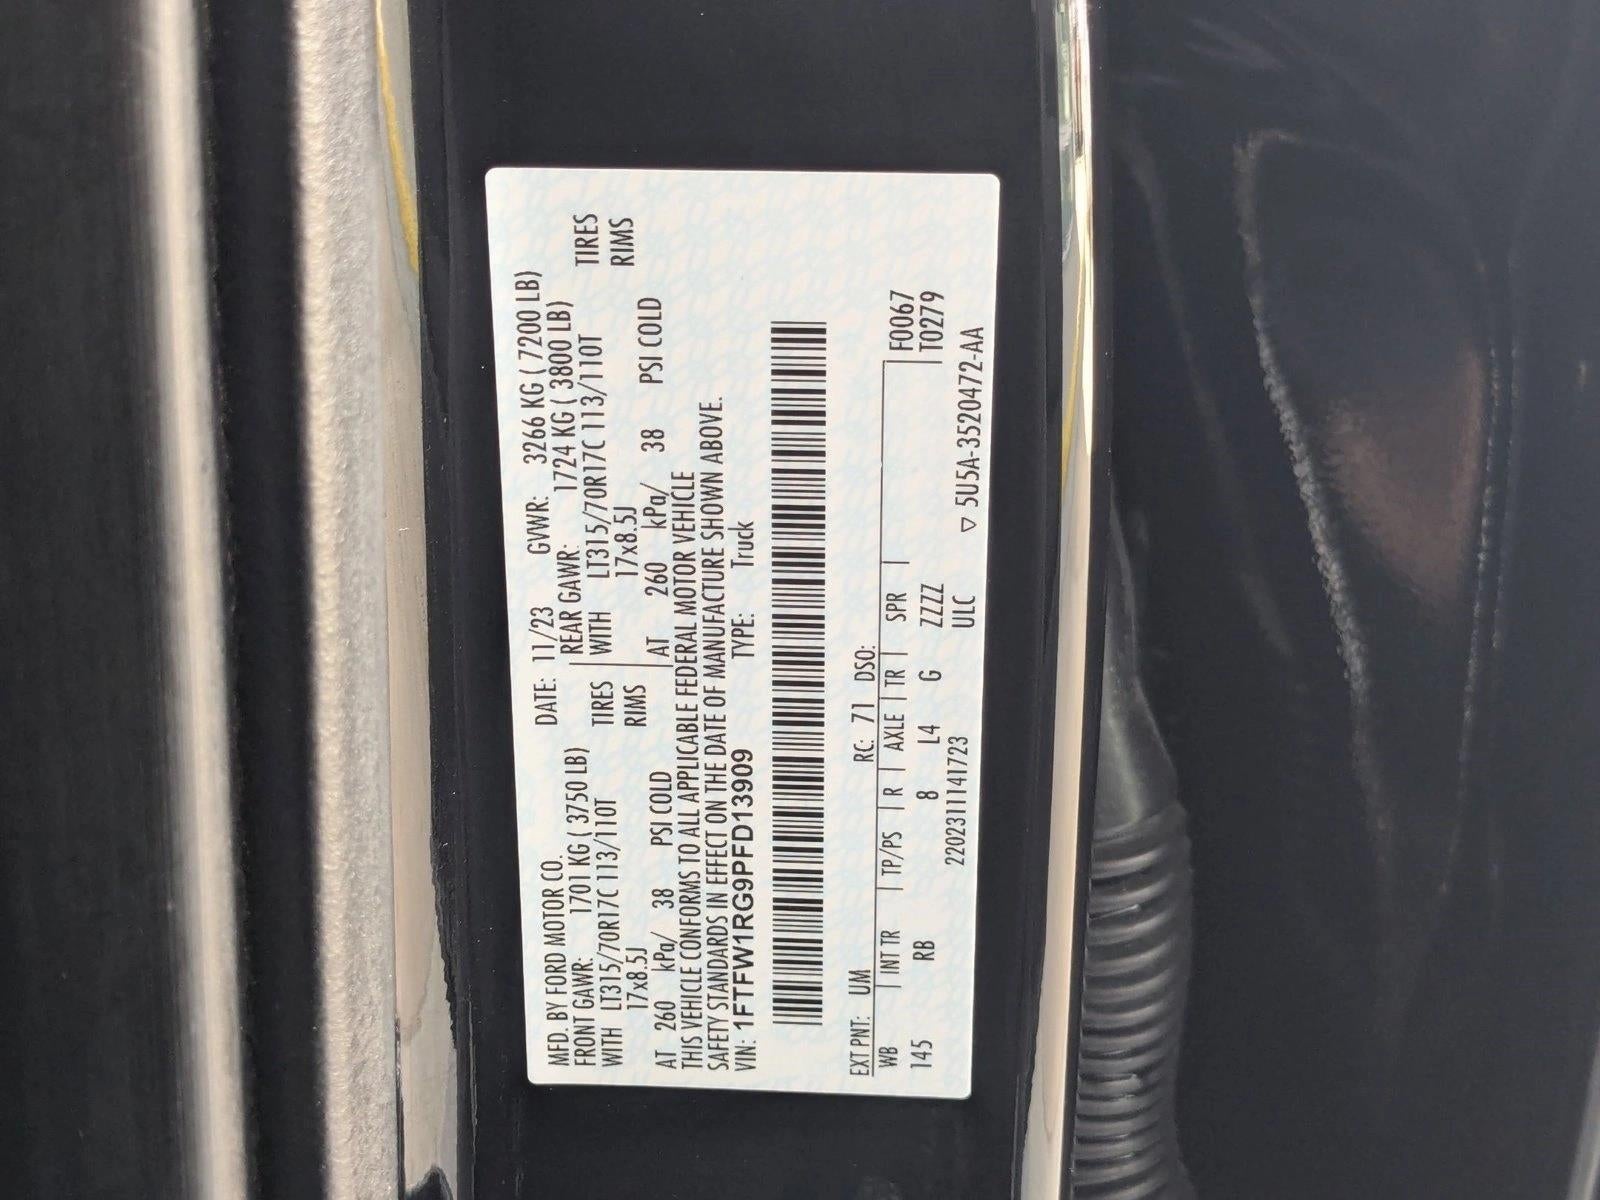 MFD. BY FORD MOTOR CO. DATE: 11/23 GVWR: 3266 KG ( 7200 LB)
FRONT GAWR: 1701 KG ( 3750 LB) REAR GAWR: 1724 KG ( 3800 LB)
WITH LT315/70R17C 113/110T TIRES WITH LT315/70R17C 113/110T TIRES
17x8.5J RIMS 17x8.5J RIMS
AT 260 kPa/ 38 PSI COLD AT 260 kPa/ 38 PSI COLD
THIS VEHICLE CONFORMS TO ALL APPLICABLE FEDERAL MOTOR VEHICLE
SAFETY STANDARDS IN EFFECT ON THE DATE OF MANUFACTURE SHOWN ABOVE.
VIN: 1FTFW1RG9PFD13909 TYPE: Truck
EXT PNT: UM RC: 71 DSO:
WB INT TR TP/PS R AXLE TR SPR F0067
145 RB 8 L4 G ZZZZ T0279
22023111141723 ULC ▽ 5U5A-3520472-AA